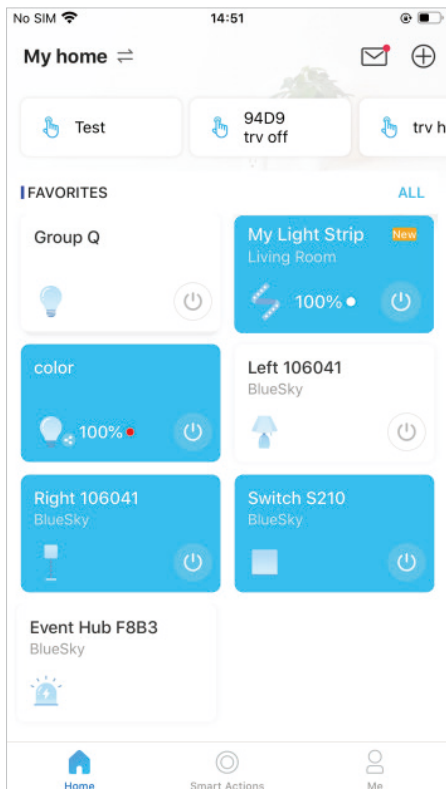 No SIM 14:51
My home
Test
94D9
trv off
trv h
FAVORITES ALL
Group Q
My Light Strip New
Living Room
100%
color
100%
Left 106041
BlueSky
Right 106041
BlueSky
Switch S210
BlueSky
Event Hub F8B3
BlueSky
Home Smart Actions Me